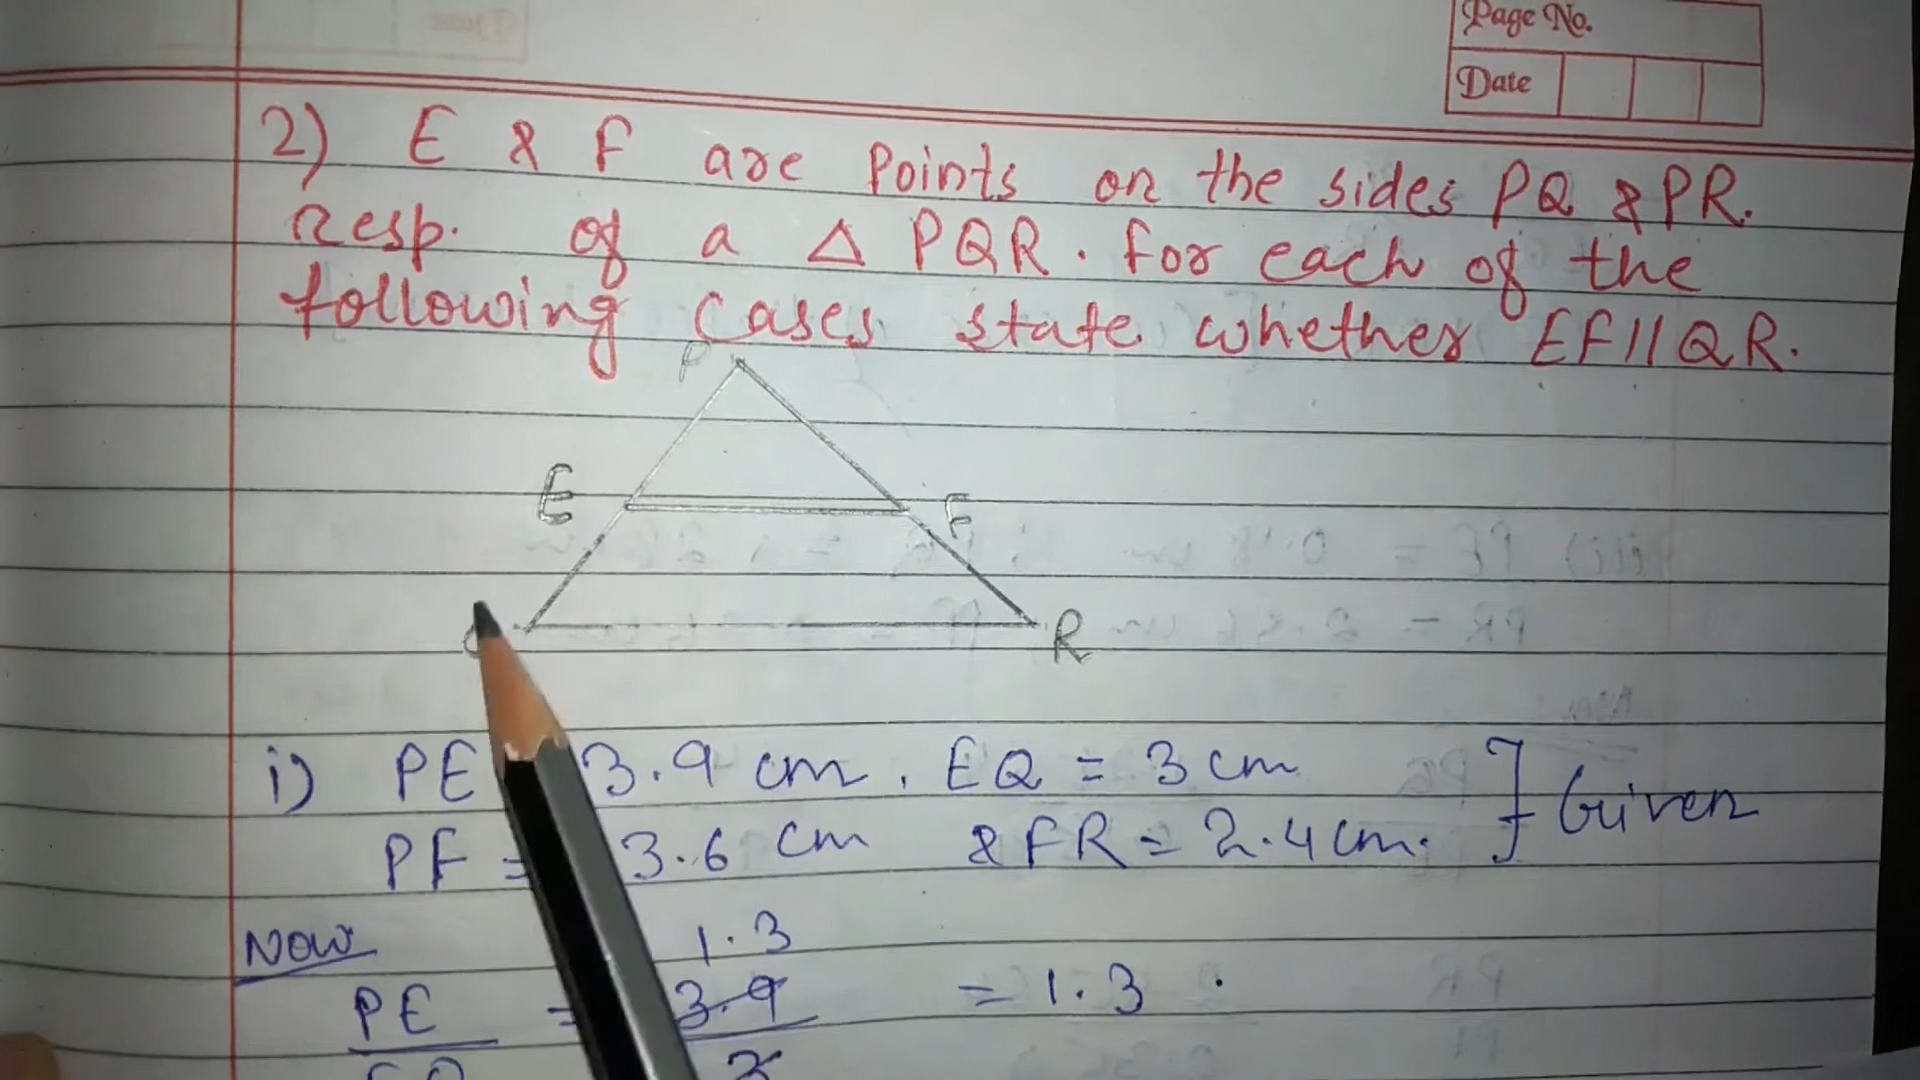 Page No.
Date
2) E & F are Points on the sides PQ & PR.
Resp. of a △ PQR. For each of the
following Cases state whether EF || QR.
P
E F
R
i) PE 3.9 cm, EQ = 3 cm
PF = 3.6 cm & FR = 2.4 cm. } Given
Now
1.3
PE = 3.9 = 1.3
3